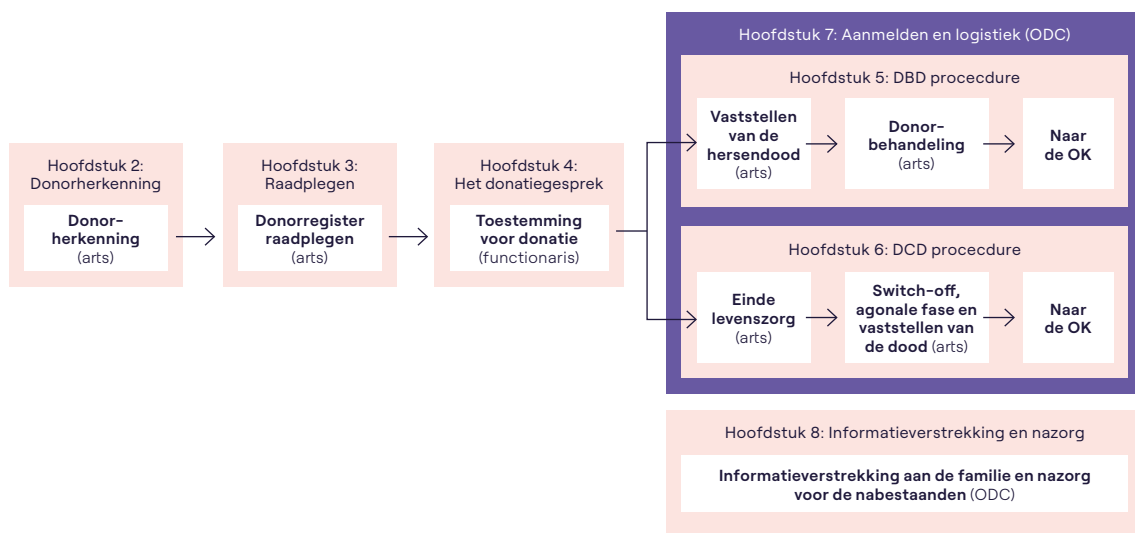 Hoofdstuk 2:
Donorherkenning
Donor-
herkenning
(arts)
Hoofdstuk 3:
Raadplegen
Donorregister
raadplegen
(arts)
Hoofdstuk 4:
Het donatiegesprek
Toestemming
voor donatie
(functionaris)
Hoofdstuk 7: Aanmelden en logistiek (ODC)
Hoofdstuk 5: DBD procecdure
Vaststellen
van de
hersendood
(arts)
Donor-
behandeling
(arts)
Naar
de OK
Hoofdstuk 6: DCD procecdure
Einde
levenszorg
(arts)
Switch-off,
agonale fase en
vaststellen van
de dood (arts)
Naar
de OK
Hoofdstuk 8: Informatieverstrekking en nazorg
Informatieverstrekking aan de familie en nazorg
voor de nabestaanden (ODC)